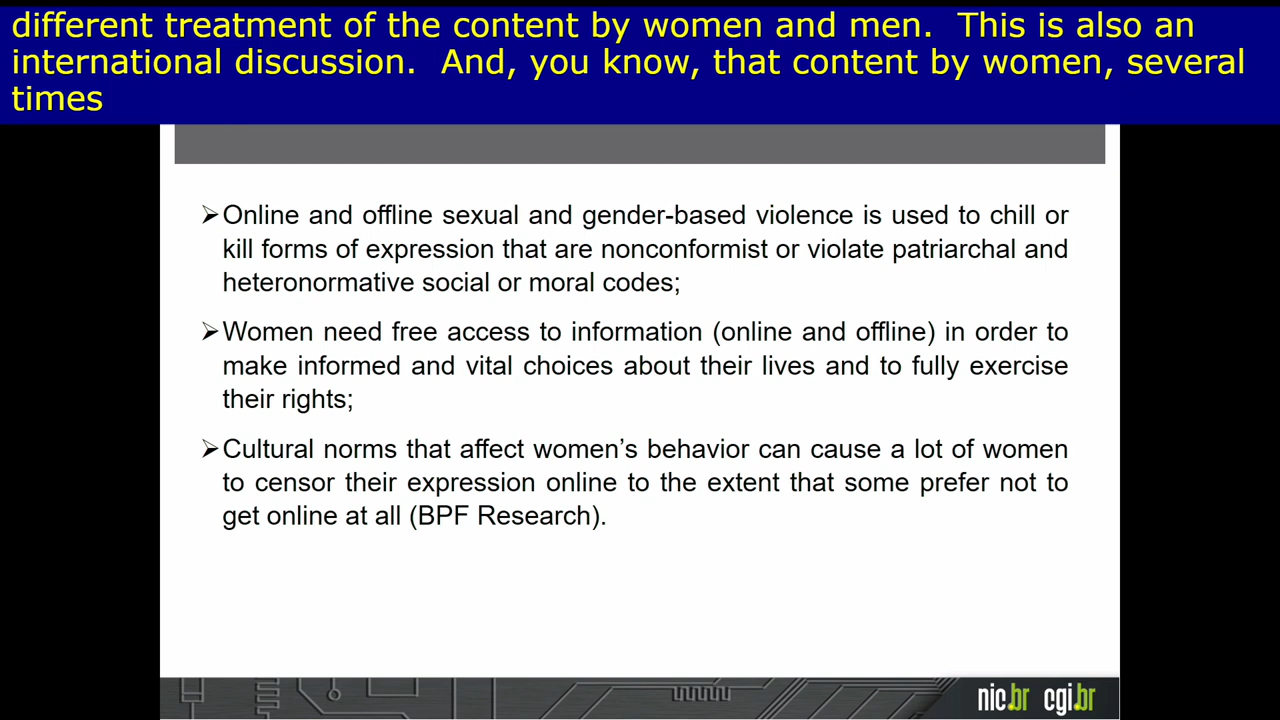 different treatment of the content by women and men.  This is also an
international discussion.  And, you know, that content by women, several
times
Online and offline sexual and gender-based violence is used to chill or
kill forms of expression that are nonconformist or violate patriarchal and
heteronormative social or moral codes;
Women need free access to information (online and offline) in order to
make informed and vital choices about their lives and to fully exercise
their rights;
Cultural norms that affect women’s behavior can cause a lot of women
to censor their expression online to the extent that some prefer not to
get online at all (BPF Research).
nic.br cgi.br